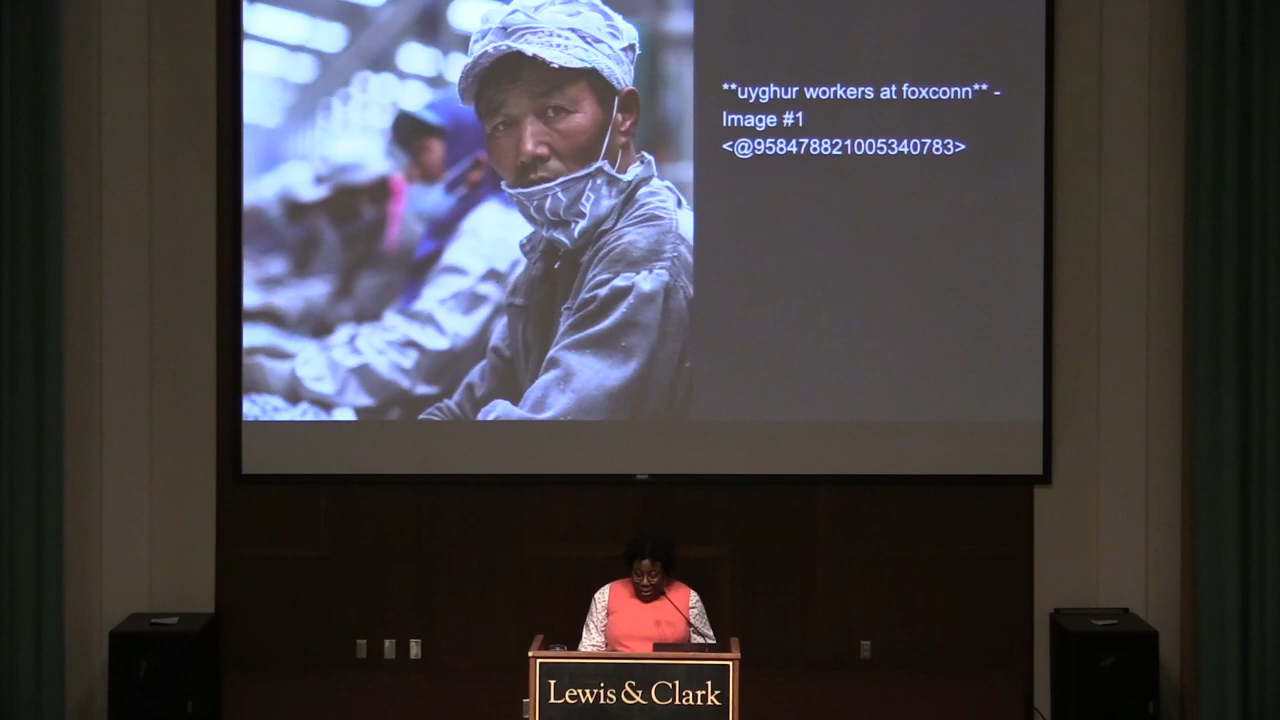 **uyghur workers at foxconn** -
Image #1
<@958478821005340783>
Lewis & Clark